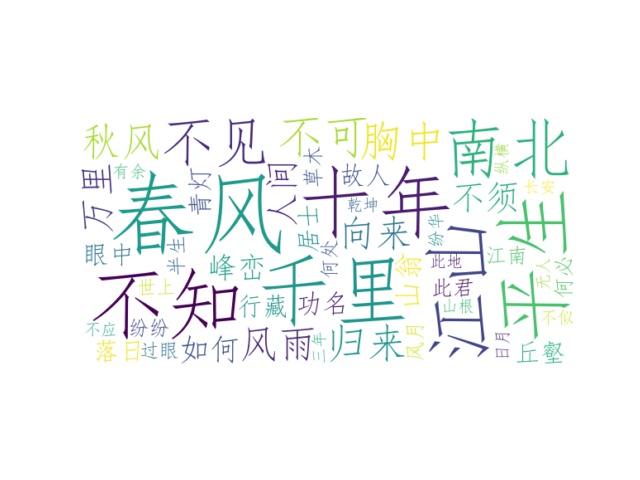 秋风
不见
不可
胸中
南北
纵横
万里
有余
春风
青灯
人间
草木
十年
故人
不须
长安
平生
眼中
半生
峰峦
居士
何处
乾坤
向来
纷华
山翁
此地
江山
江南
无人
何必
不知
世上
千里
行藏
功名
此君
山根
不似
不应
纷纷
落日
过眼
如何
风雨
三年
归来
风月
日月
丘壑